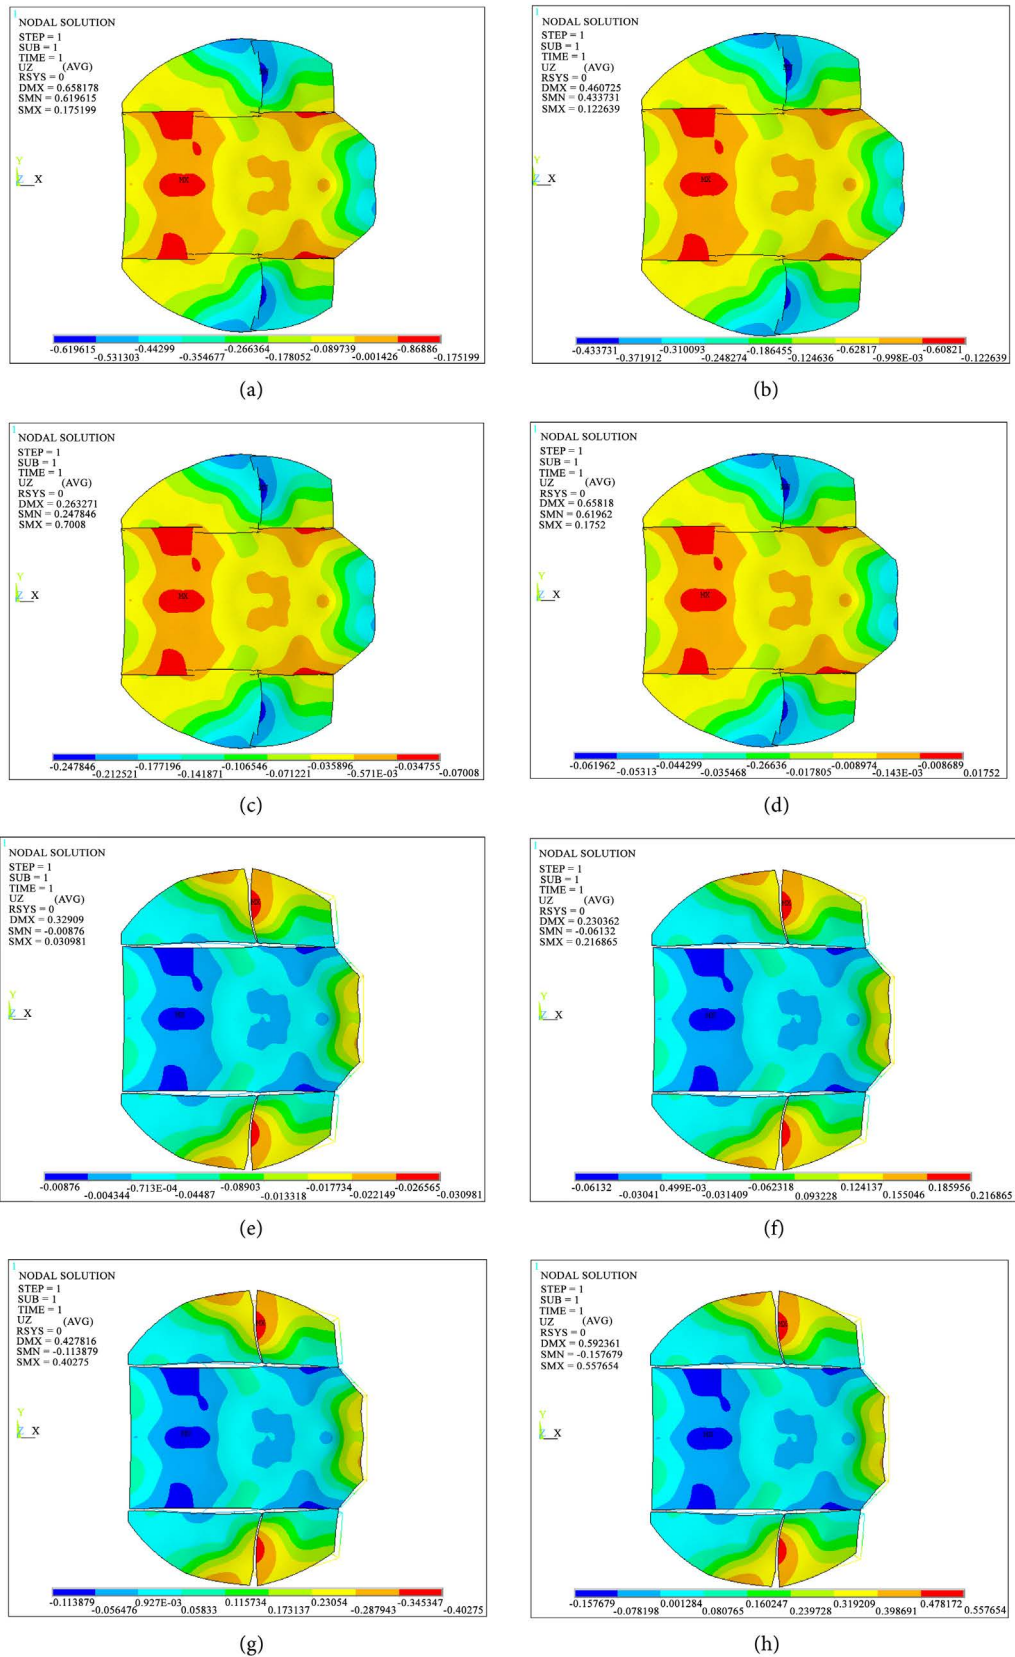 1
NODAL SOLUTION
STEP = 1
SUB = 1
TIME = 1
UZ (AVG)
RSYS = 0
DMX = 0.658178
SMN = 0.619615
SMX = 0.175199
Y
Z X
MX
-0.619615 -0.44299 -0.266364 -0.089739 -0.86886
-0.531303 -0.354677 -0.178052 -0.001426 -0.175199
(a)
1
NODAL SOLUTION
STEP = 1
SUB = 1
TIME = 1
UZ (AVG)
RSYS = 0
DMX = 0.460725
SMN = 0.433731
SMX = 0.122639
Y
Z X
MX
-0.433731 -0.310093 -0.186455 -0.62817 -0.60821
-0.371912 -0.248274 -0.124636 -0.998E-03 -0.122639
(b)
1
NODAL SOLUTION
STEP = 1
SUB = 1
TIME = 1
UZ (AVG)
RSYS = 0
DMX = 0.263271
SMN = 0.247846
SMX = 0.7008
Y
Z X
MX
-0.247846 -0.177196 -0.106546 -0.035896 -0.034755
-0.212521 -0.141871 -0.071221 -0.571E-03 -0.07008
(c)
1
NODAL SOLUTION
STEP = 1
SUB = 1
TIME = 1
UZ (AVG)
RSYS = 0
DMX = 0.65818
SMN = 0.61962
SMX = 0.1752
Y
Z X
MX
-0.061962 -0.044299 -0.26636 -0.008974 -0.008689
-0.05313 -0.035468 -0.017805 -0.143E-03 0.01752
(d)
1
NODAL SOLUTION
STEP = 1
SUB = 1
TIME = 1
UZ (AVG)
RSYS = 0
DMX = 0.32909
SMN = -0.00876
SMX = 0.030981
Y
Z X
MX
-0.00876 -0.713E-04 -0.08903 -0.017734 -0.026565
-0.004344 -0.04487 -0.013318 -0.022149 -0.030981
(e)
1
NODAL SOLUTION
STEP = 1
SUB = 1
TIME = 1
UZ (AVG)
RSYS = 0
DMX = 0.230362
SMN = -0.06132
SMX = 0.216865
Y
Z X
MX
-0.06132 0.499E-03 -0.062318 0.124137 0.185956
-0.03041 -0.031409 0.093228 0.155046 0.216865
(f)
1
NODAL SOLUTION
STEP = 1
SUB = 1
TIME = 1
UZ (AVG)
RSYS = 0
DMX = 0.427816
SMN = -0.113879
SMX = 0.40275
Y
Z X
MX
-0.113879 0.927E-03 0.115734 0.23054 -0.345347
-0.056476 0.05833 0.173137 -0.287943 -0.40275
(g)
1
NODAL SOLUTION
STEP = 1
SUB = 1
TIME = 1
UZ (AVG)
RSYS = 0
DMX = 0.592361
SMN = -0.157679
SMX = 0.557654
Y
Z X
MX
-0.157679 0.001284 0.160247 0.319209 0.478172
-0.078198 0.080765 0.239728 0.398691 0.557654
(h)